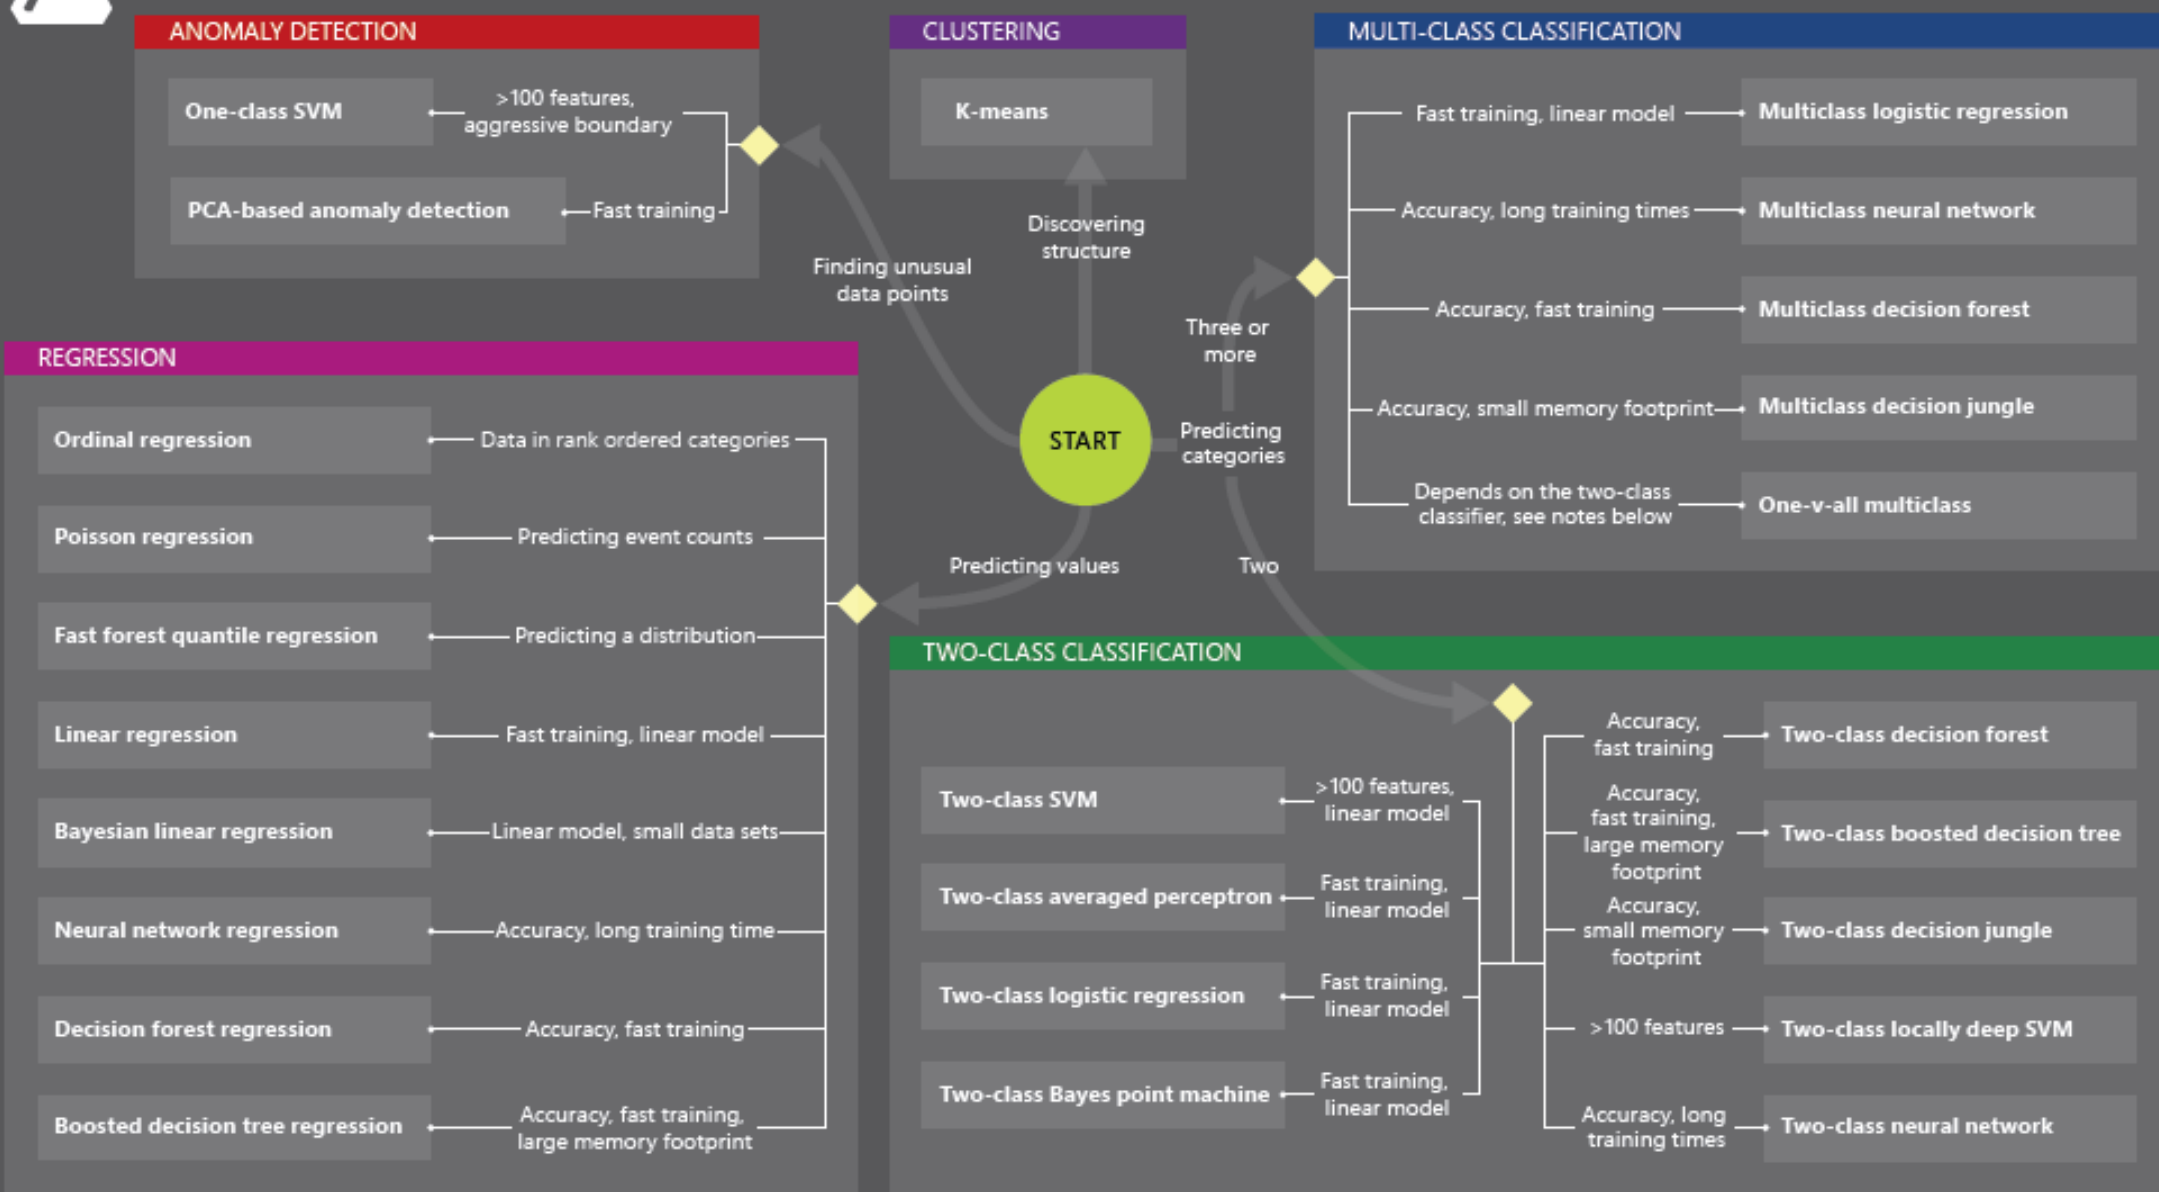 ANOMALY DETECTION
One-class SVM
>100 features,
aggressive boundary
PCA-based anomaly detection
Fast training
CLUSTERING
K-means
MULTI-CLASS CLASSIFICATION
Fast training, linear model
Multiclass logistic regression
Accuracy, long training times
Multiclass neural network
Accuracy, fast training
Multiclass decision forest
Accuracy, small memory footprint
Multiclass decision jungle
Depends on the two-class
classifier, see notes below
One-v-all multiclass
Finding unusual
data points
Discovering
structure
Three or
more
START
Predicting
categories
Predicting values
Two
REGRESSION
Ordinal regression
Data in rank ordered categories
Poisson regression
Predicting event counts
Fast forest quantile regression
Predicting a distribution
Linear regression
Fast training, linear model
Bayesian linear regression
Linear model, small data sets
Neural network regression
Accuracy, long training time
Decision forest regression
Accuracy, fast training
Boosted decision tree regression
Accuracy, fast training,
large memory footprint
TWO-CLASS CLASSIFICATION
Two-class SVM
>100 features,
linear model
Two-class averaged perceptron
Fast training,
linear model
Two-class logistic regression
Fast training,
linear model
Two-class Bayes point machine
Fast training,
linear model
Accuracy,
fast training
Two-class decision forest
Accuracy,
fast training,
large memory
footprint
Two-class boosted decision tree
Accuracy,
small memory
footprint
Two-class decision jungle
>100 features
Two-class locally deep SVM
Accuracy, long
training times
Two-class neural network